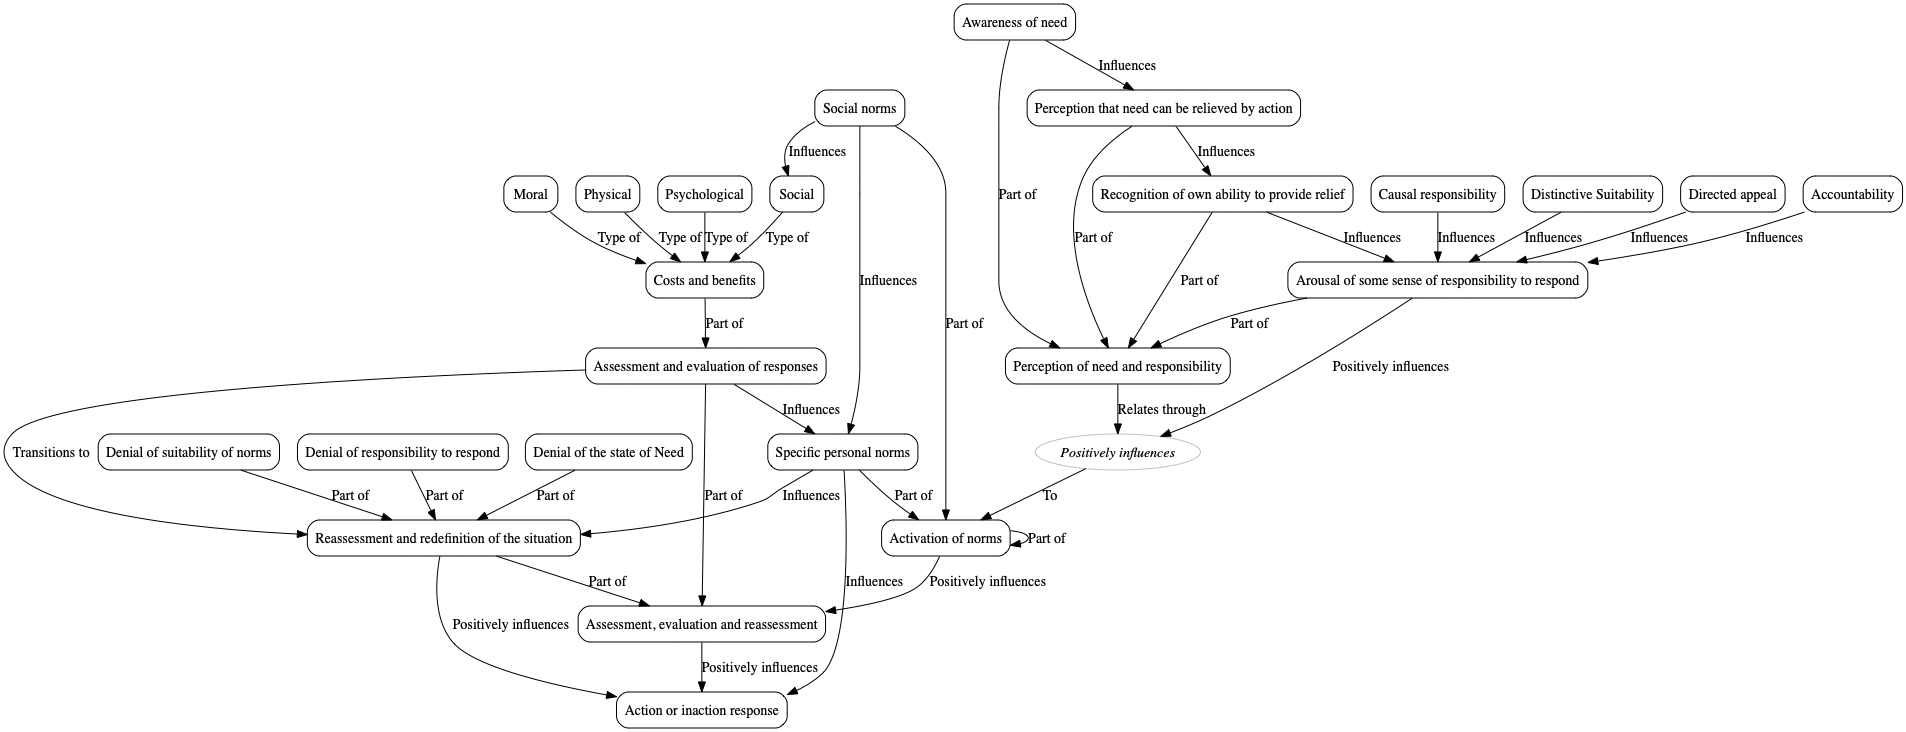 Awareness of need
Influences
Social norms
Perception that need can be relieved by action
Influences
Influences
Moral
Physical
Psychological
Social
Part of
Recognition of own ability to provide relief
Causal responsibility
Distinctive Suitability
Directed appeal
Accountability
Type of
Type of
Type of
Type of
Part of
Influences
Influences
Influences
Influences
Influences
Costs and benefits
Influences
Part of
Arousal of some sense of responsibility to respond
Part of
Part of
Part of
Assessment and evaluation of responses
Perception of need and responsibility
Positively influences
Influences
Relates through
Transitions to
Denial of suitability of norms
Denial of responsibility to respond
Denial of the state of Need
Specific personal norms
Positively influences
Part of
Part of
Part of
Part of
Influences
Part of
To
Reassessment and redefinition of the situation
Activation of norms
Part of
Part of
Influences
Positively influences
Positively influences
Assessment, evaluation and reassessment
Positively influences
Action or inaction response